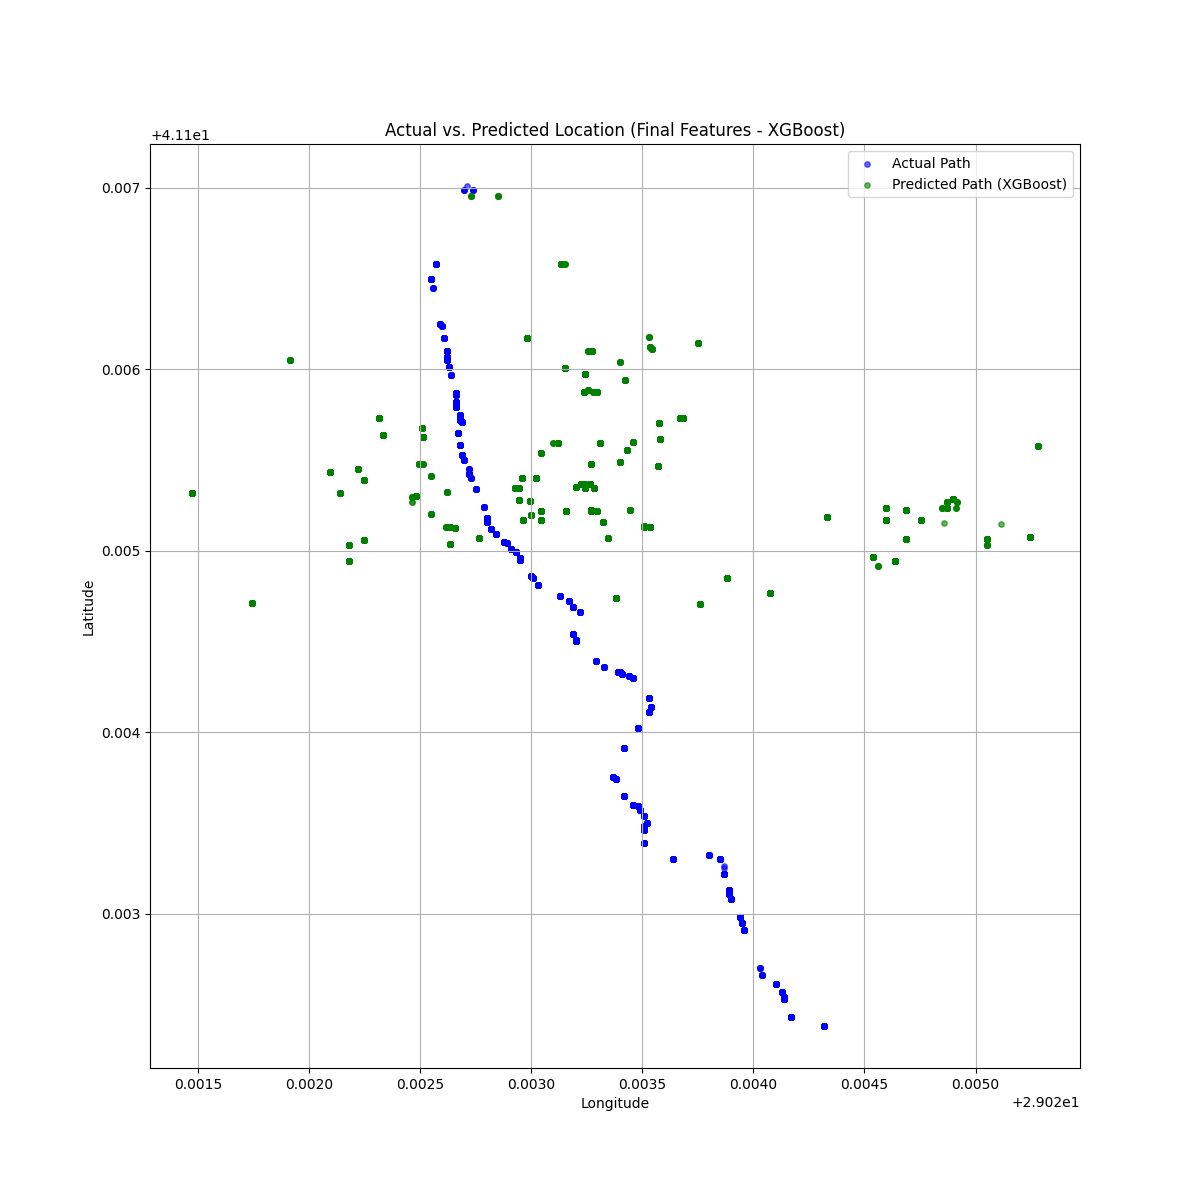 Actual vs. Predicted Location (Final Features - XGBoost)
+4.11e1
Actual Path
Predicted Path (XGBoost)
0.007
0.006
0.005
0.004
0.003
Latitude
0.0015 0.0020 0.0025 0.0030 0.0035 0.0040 0.0045 0.0050
Longitude
+2.902e1